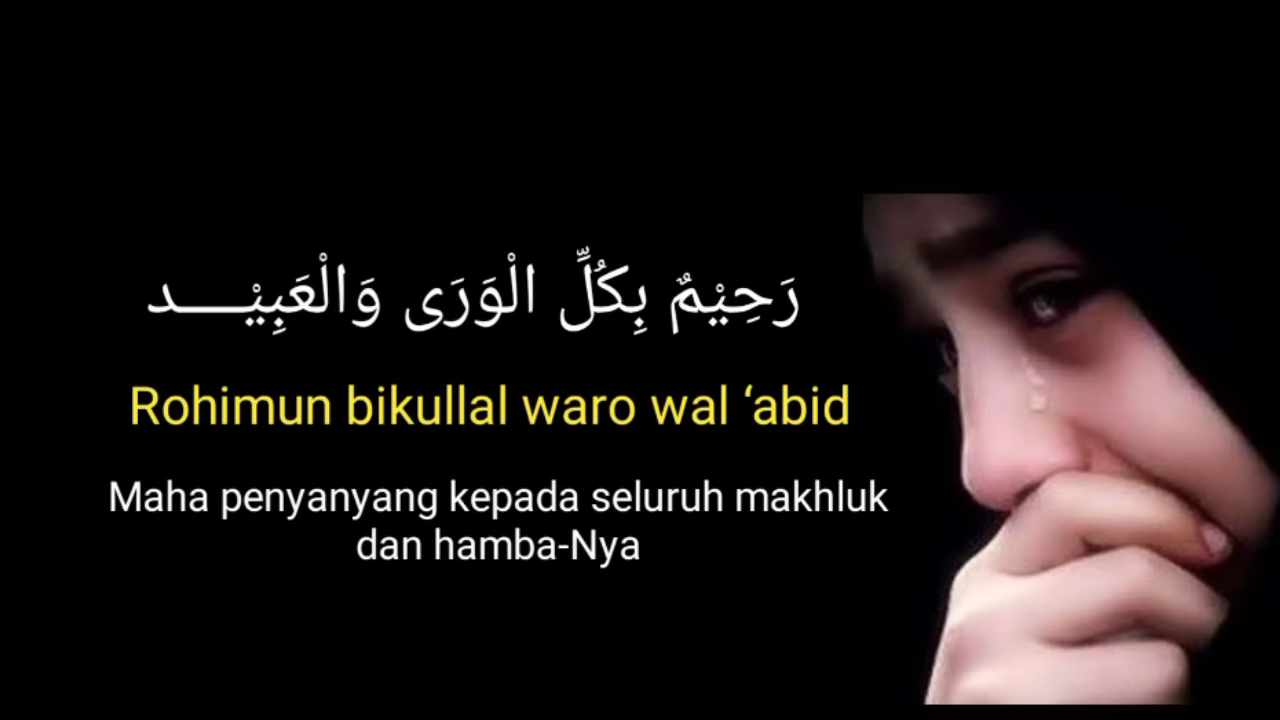 رَحِيْمٌ بِكُلِّ الْوَرَى وَالْعَبِيْـــد
Rohimun bikullal waro wal ‘abid
Maha penyanyang kepada seluruh makhluk
dan hamba-Nya